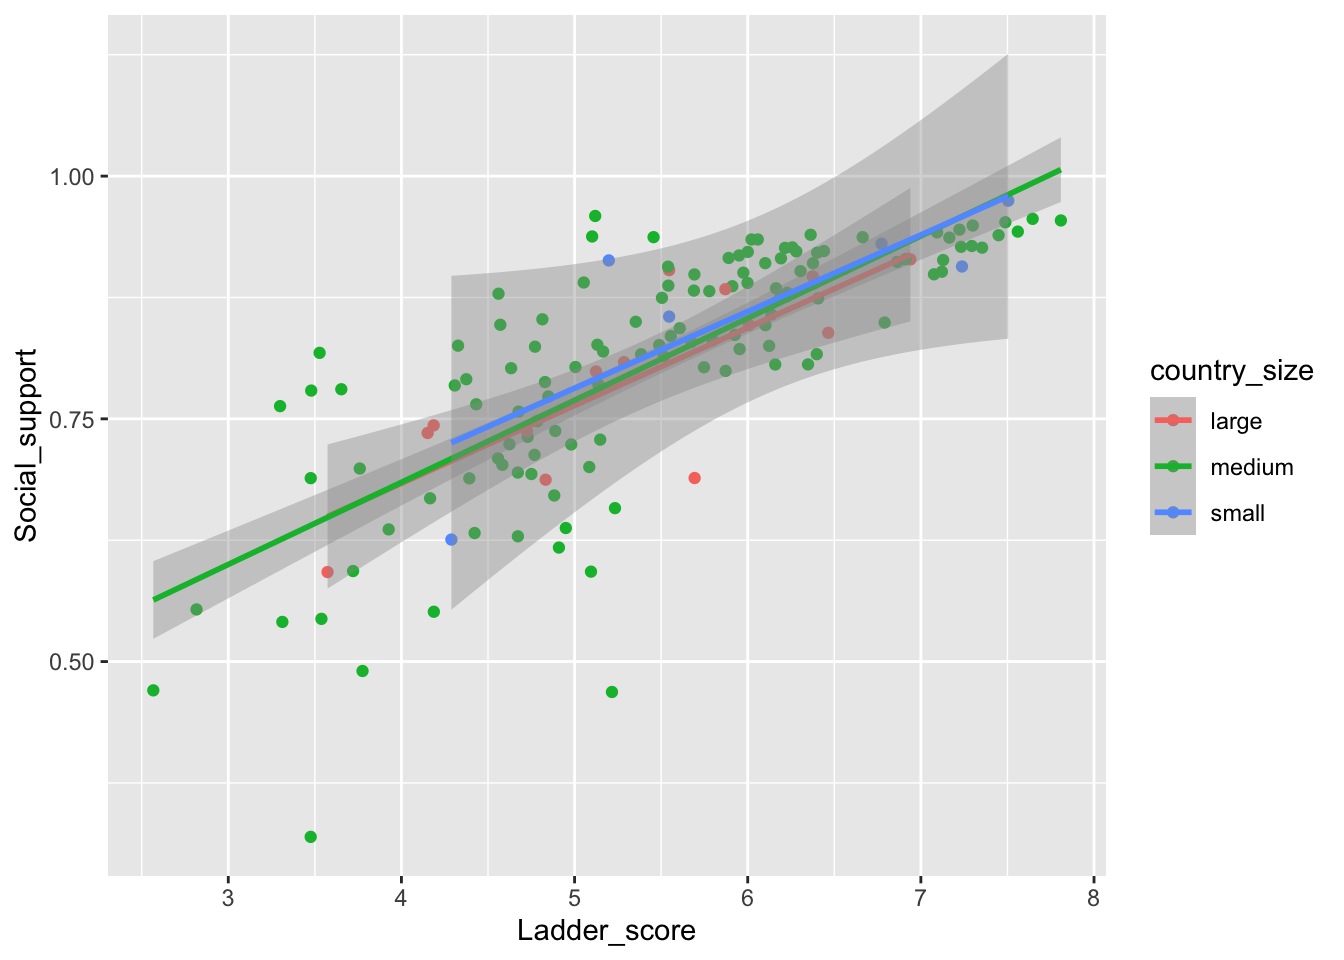 1.00
0.75
0.50
Social_support
3 4 5 6 7 8
Ladder_score
country_size
large
medium
small